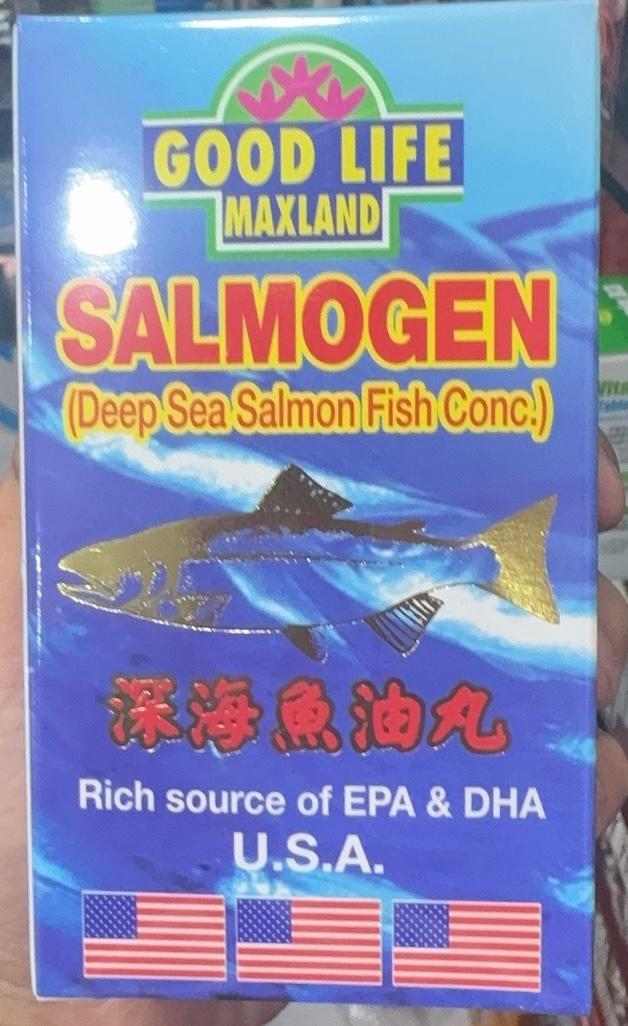 GOOD LIFE
MAXLAND
SALMOGEN
(Deep Sea Salmon Fish Conc.)
深海魚油丸
Rich source of EPA & DHA
U.S.A.